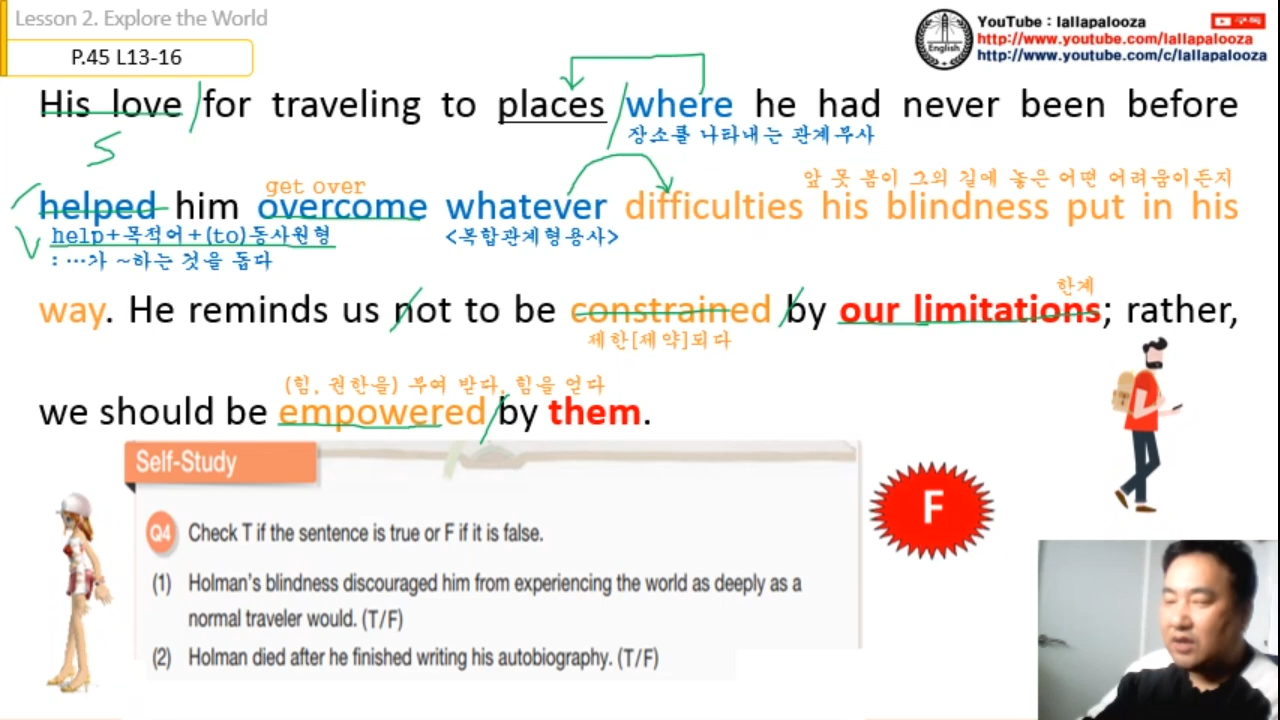 Lesson 2. Explore the World
P.45 L13-16
English
YouTube : lallapalooza
구독
http://www.youtube.com/lallapalooza
http://www.youtube.com/c/lallapalooza
His love for traveling to places where he had never been before
S
장소를 나타내는 관계부사
get over
앞 못 봄이 그의 길에 놓은 어떤 어려움이든지
helped him overcome whatever difficulties his blindness put in his
V
help+목적어+(to)동사원형
<복합관계형용사>
: …가 ~하는 것을 돕다
한계
way. He reminds us not to be constrained by our limitations; rather,
제한[제약]되다
(힘, 권한을) 부여 받다, 힘을 얻다
we should be empowered by them.
Self-Study
Q4 Check T if the sentence is true or F if it is false.
(1) Holman's blindness discouraged him from experiencing the world as deeply as a
normal traveler would. (T/F)
(2) Holman died after he finished writing his autobiography. (T/F)
F